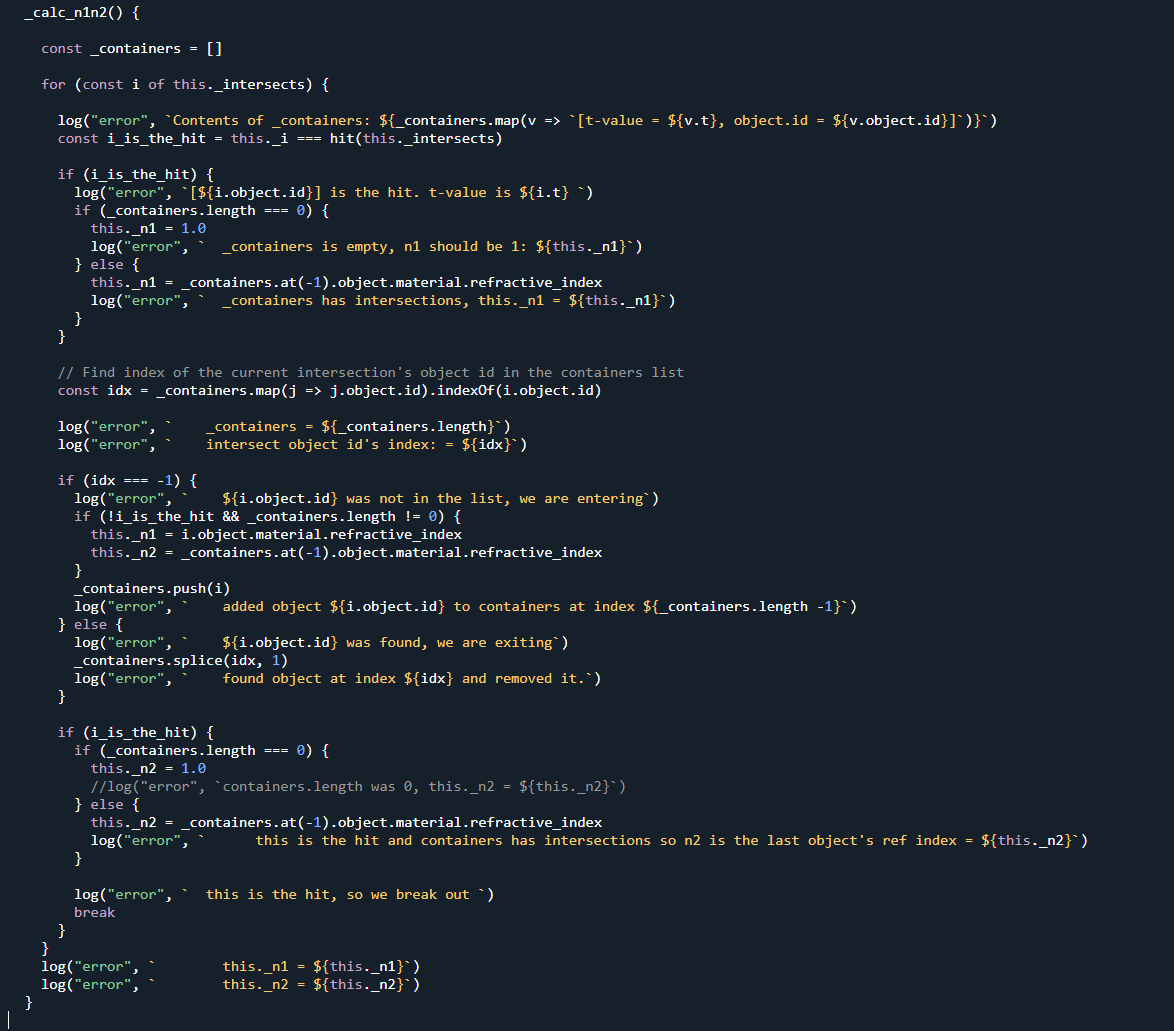 _calc_n1n2() {
const _containers = []
for (const i of this._intersects) {
log("error", `Contents of _containers: ${_containers.map(v => `[t-value = ${v.t}, object.id = ${v.object.id}]`)}`)
const i_is_the_hit = this._i === hit(this._intersects)
if (i_is_the_hit) {
log("error", `[${i.object.id}] is the hit. t-value is ${i.t} `)
if (_containers.length === 0) {
this._n1 = 1.0
log("error", `  _containers is empty, n1 should be 1: ${this._n1}`)
} else {
this._n1 = _containers.at(-1).object.material.refractive_index
log("error", `  _containers has intersections, this._n1 = ${this._n1}`)
}
}
// Find index of the current intersection's object id in the containers list
const idx = _containers.map(j => j.object.id).indexOf(i.object.id)
log("error", `    _containers = ${_containers.length}`)
log("error", `    intersect object id's index: = ${idx}`)
if (idx === -1) {
log("error", `    ${i.object.id} was not in the list, we are entering`)
if (!i_is_the_hit && _containers.length != 0) {
this._n1 = i.object.material.refractive_index
this._n2 = _containers.at(-1).object.material.refractive_index
}
_containers.push(i)
log("error", `    added object ${i.object.id} to containers at index ${_containers.length -1}`)
} else {
log("error", `    ${i.object.id} was found, we are exiting`)
_containers.splice(idx, 1)
log("error", `    found object at index ${idx} and removed it.`)
}
if (i_is_the_hit) {
if (_containers.length === 0) {
this._n2 = 1.0
//log("error", `containers.length was 0, this._n2 = ${this._n2}`)
} else {
this._n2 = _containers.at(-1).object.material.refractive_index
log("error", `      this is the hit and containers has intersections so n2 is the last object's ref index = ${this._n2}`)
}
log("error", `  this is the hit, so we break out `)
break
}
}
log("error", `        this._n1 = ${this._n1}`)
log("error", `        this._n2 = ${this._n2}`)
}